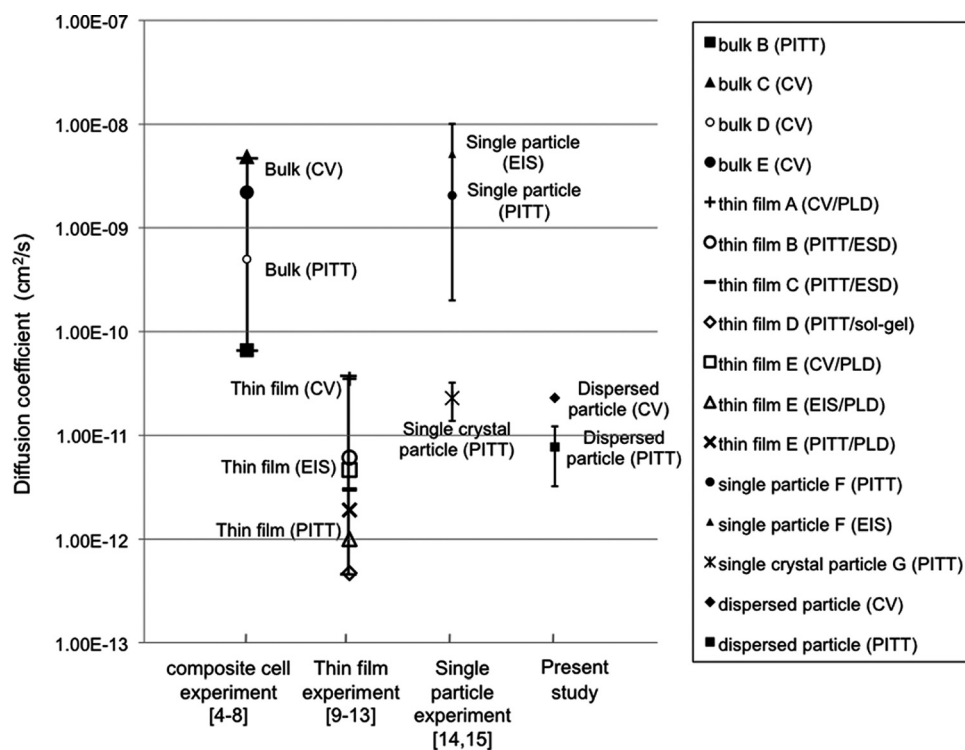 1.00E-07
1.00E-08
1.00E-09
1.00E-10
1.00E-11
1.00E-12
1.00E-13
Diffusion coefficient (cm²/s)
Bulk (CV)
Bulk (PITT)
Thin film (CV)
Thin film (EIS)
Thin film (PITT)
Single particle
(EIS)
Single particle
(PITT)
Single crystal
particle (PITT)
Dispersed
particle (CV)
Dispersed
particle (PITT)
composite cell
experiment
[4-8]
Thin film
experiment
[9-13]
Single
particle
experiment
[14,15]
Present
study
bulk B (PITT)
bulk C (CV)
bulk D (CV)
bulk E (CV)
thin film A (CV/PLD)
thin film B (PITT/ESD)
thin film C (PITT/ESD)
thin film D (PITT/sol-gel)
thin film E (CV/PLD)
thin film E (EIS/PLD)
thin film E (PITT/PLD)
single particle F (PITT)
single particle F (EIS)
single crystal particle G (PITT)
dispersed particle (CV)
dispersed particle (PITT)